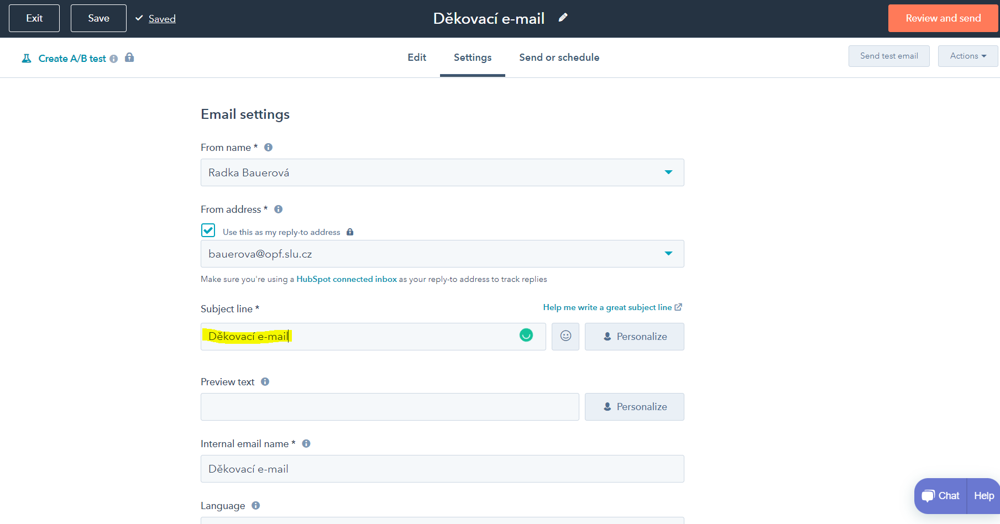 Exit Save Saved Děkovací e-mail Review and send
Create A/B test Edit Settings Send or schedule Send test email Actions
Email settings
From name *
Radka Bauerová
From address *
Use this as my reply-to address
bauerova@opf.slu.cz
Make sure you're using a HubSpot connected inbox as your reply-to address to track replies
Subject line * Help me write a great subject line
Děkovací e-mail Personalize
Preview text
Personalize
Internal email name *
Děkovací e-mail
Chat Help
Language